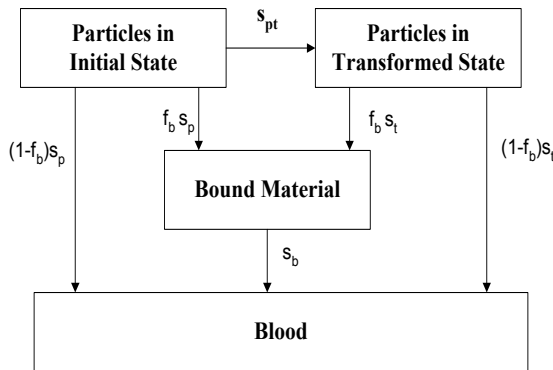 Particles in
Initial State
s_pt
Particles in
Transformed State
f_b s_p
f_b s_t
(1-f_b)s_p
(1-f_b)s_t
Bound Material
s_b
Blood